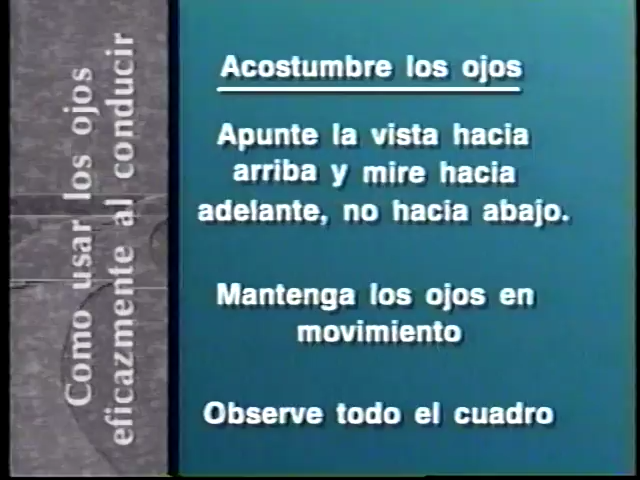 Como usar los ojos
eficazmente al conducir
Acostumbre los ojos
Apunte la vista hacia
arriba y mire hacia
adelante, no hacia abajo.
Mantenga los ojos en
movimiento
Observe todo el cuadro